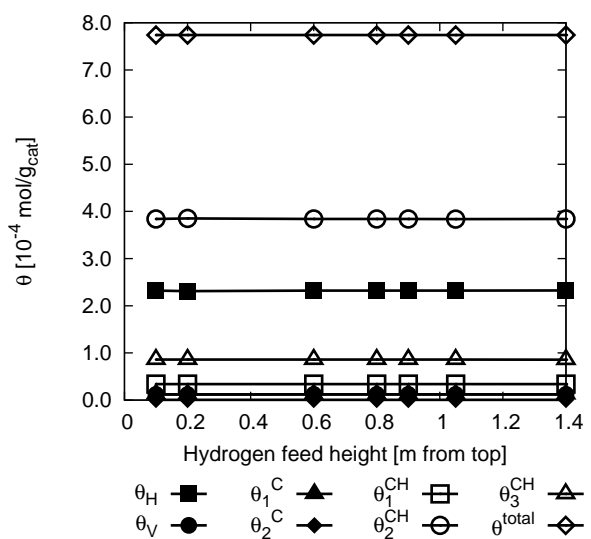 8.0
7.0
6.0
5.0
4.0
3.0
2.0
1.0
0.0
θ [10⁻⁴ mol/g_cat]
0 0.2 0.4 0.6 0.8 1.0 1.2 1.4
Hydrogen feed height [m from top]
θ_H θ_1^C θ_1^CH θ_3^CH
θ_V θ_2^C θ_2^CH θ^total